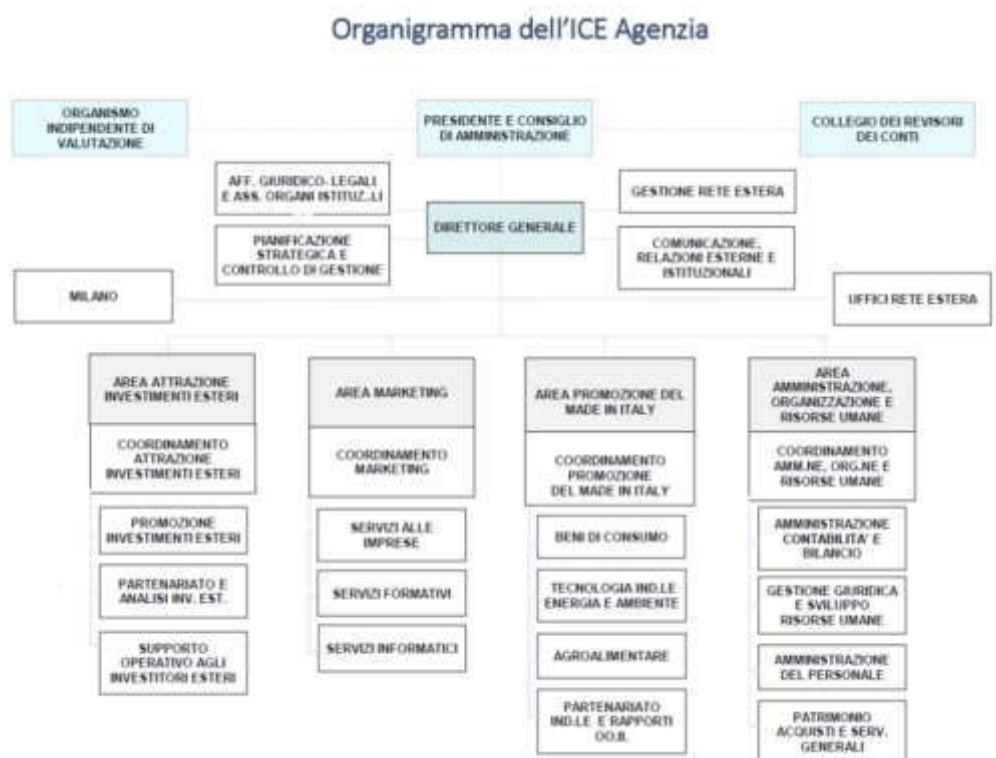 Organigramma dell'ICE Agenzia
ORGANISMO
INDIPENDENTE DI
VALUTAZIONE
PRESIDENTE E CONSIGLIO
DI AMMINISTRAZIONE
COLLEGIO DEI REVISORI
DEI CONTI
AFF. GIURIDICO- LEGALI
E ASS. ORGANI ISTITUZ..LI
GESTIONE RETE ESTERA
DIRETTORE GENERALE
PIANIFICAZIONE
STRATEGICA E
CONTROLLO DI GESTIONE
COMUNICAZIONE,
RELAZIONI ESTERNE E
ISTITUZIONALI
MILANO
UFFICI RETE ESTERA
AREA ATTRAZIONE
INVESTIMENTI ESTERI
COORDINAMENTO
ATTRAZIONE
INVESTIMENTI ESTERI
PROMOZIONE
INVESTIMENTI ESTERI
PARTENARIATO E
ANALISI INV. EST.
SUPPORTO
OPERATIVO AGLI
INVESTITORI ESTERI
AREA MARKETING
COORDINAMENTO
MARKETING
SERVIZI ALLE
IMPRESE
SERVIZI FORMATIVI
SERVIZI INFORMATICI
AREA PROMOZIONE DEL
MADE IN ITALY
COORDINAMENTO
PROMOZIONE
DEL MADE IN ITALY
BENI DI CONSUMO
TECNOLOGIA IND.LE
ENERGIA E AMBIENTE
AGROALIMENTARE
PARTENARIATO
IND.LE E RAPPORTI
OO.II.
AREA
AMMINISTRAZIONE,
ORGANIZZAZIONE E
RISORSE UMANE
COORDINAMENTO
AMM.NE, ORG.NE E
RISORSE UMANE
AMMINISTRAZIONE
CONTABILITA' E
BILANCIO
GESTIONE GIURIDICA
E SVILUPPO
RISORSE UMANE
AMMINISTRAZIONE
DEL PERSONALE
PATRIMONIO
ACQUISTI E SERV.
GENERALI